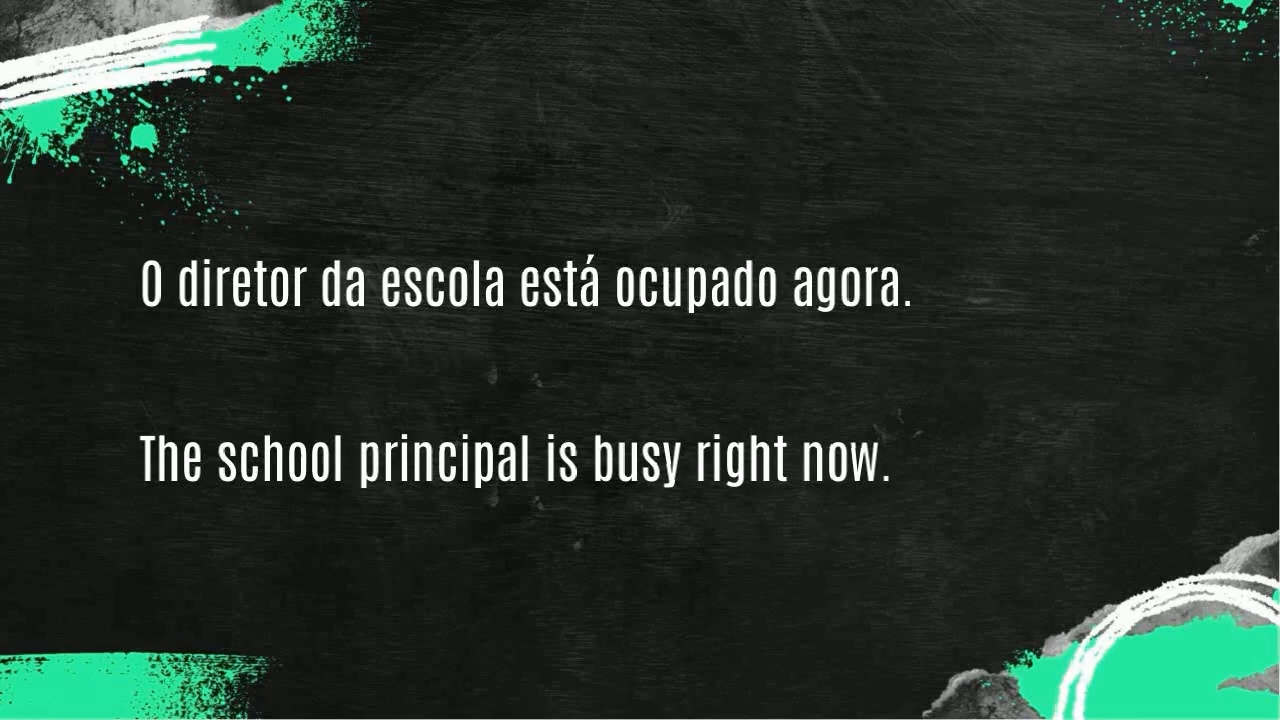 O diretor da escola está ocupado agora.
The school principal is busy right now.